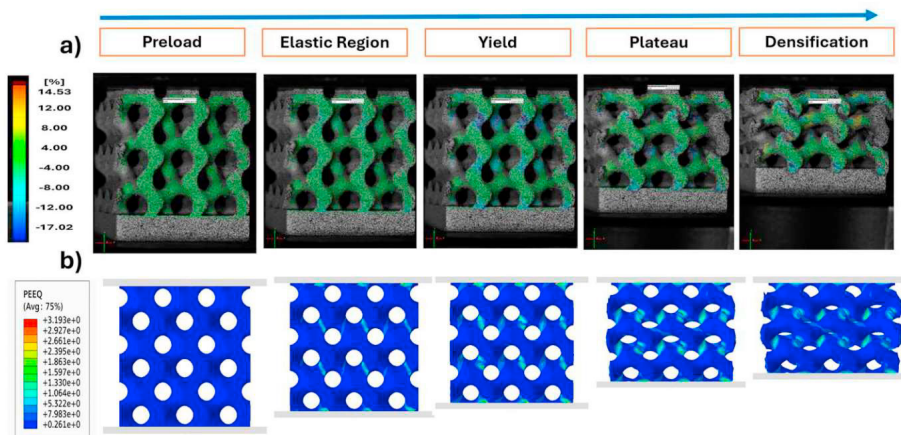 a)
Preload
Elastic Region
Yield
Plateau
Densification
[%]
14.53
12.00
8.00
4.00
-4.00
-8.00
-12.00
-17.02
b)
PEEQ
(Avg: 75%)
+3.193e+0
+2.927e+0
+2.661e+0
+2.395e+0
+1.863e+0
+1.597e+0
+1.330e+0
+1.064e+0
+5.322e+0
+7.983e+0
+0.261e+0